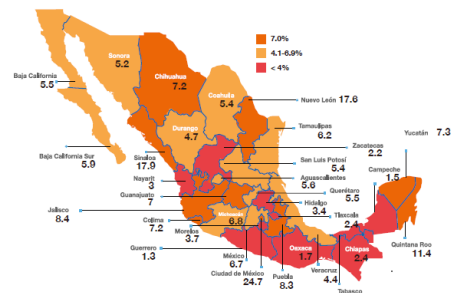 7.0%
4.1-6.9%
< 4%
Sonora
5.2
Chihuahua
7.2
Baja California
5.5
Coahuila
5.4
Nuevo León 17.6
Durango
4.7
Tamaulipas
6.2
Yucatán 7.3
Zacatecas
2.2
Baja California Sur
5.9
Sinaloa
17.9
San Luis Potosí
5.4
Campeche
1.5
Nayarit
3
Aguascalientes
5.6
Querétaro
5.5
Guanajuato
7
Hidalgo
3.4
Jalisco
8.4
Michoacán
6.8
Tlaxcala
2.4
Colima
7.2
Morelos
3.7
Quintana Roo
11.4
Guerrero
1.3
Oaxaca
1.7
Chiapas
2.4
México
6.7
Ciudad de México
24.7
Puebla
8.3
Veracruz
4.4
Tabasco